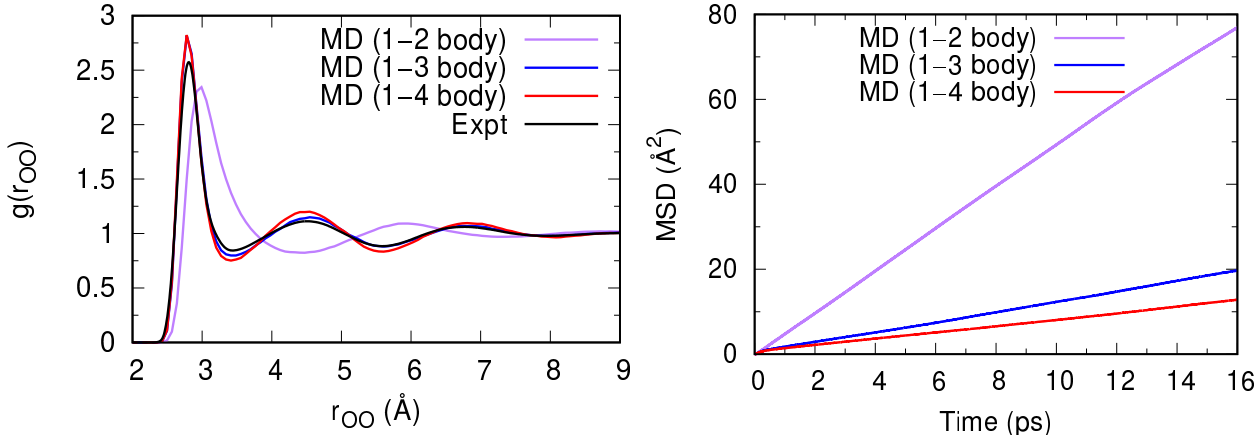 3
2.5
2
1.5
1
0.5
0
g(rOO)
MD (1−2 body)
MD (1−3 body)
MD (1−4 body)
Expt
2 3 4 5 6 7 8 9
rOO (Å)
80
60
40
20
0
MSD (Å²)
MD (1−2 body)
MD (1−3 body)
MD (1−4 body)
0 2 4 6 8 10 12 14 16
Time (ps)